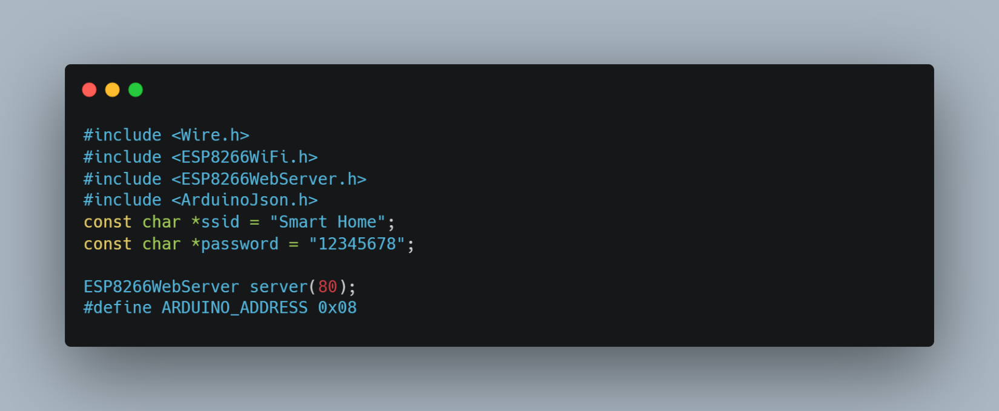 #include <Wire.h>
#include <ESP8266WiFi.h>
#include <ESP8266WebServer.h>
#include <ArduinoJson.h>
const char *ssid = "Smart Home";
const char *password = "12345678";
ESP8266WebServer server(80);
#define ARDUINO_ADDRESS 0x08